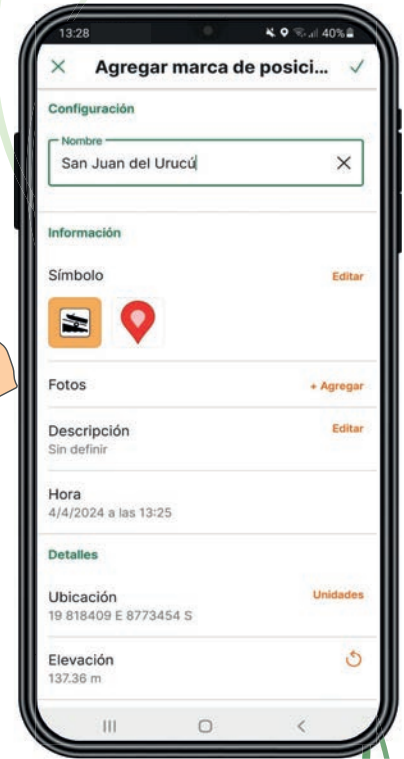 13:28
40%
Agregar marca de posici...
Configuración
Nombre
San Juan del Urucú
Información
Símbolo
Editar
Fotos
+ Agregar
Descripción
Editar
Sin definir
Hora
4/4/2024 a las 13:25
Detalles
Ubicación
Unidades
19 818409 E 8773454 S
Elevación
137.36 m